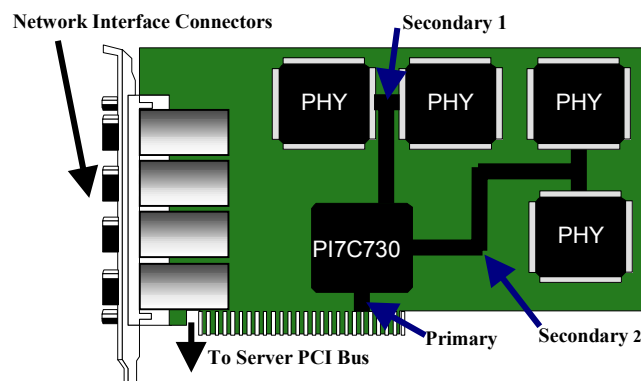 Network Interface Connectors
Secondary 1
PHY
PHY
PHY
PI7C730
PHY
Primary
Secondary 2
To Server PCI Bus